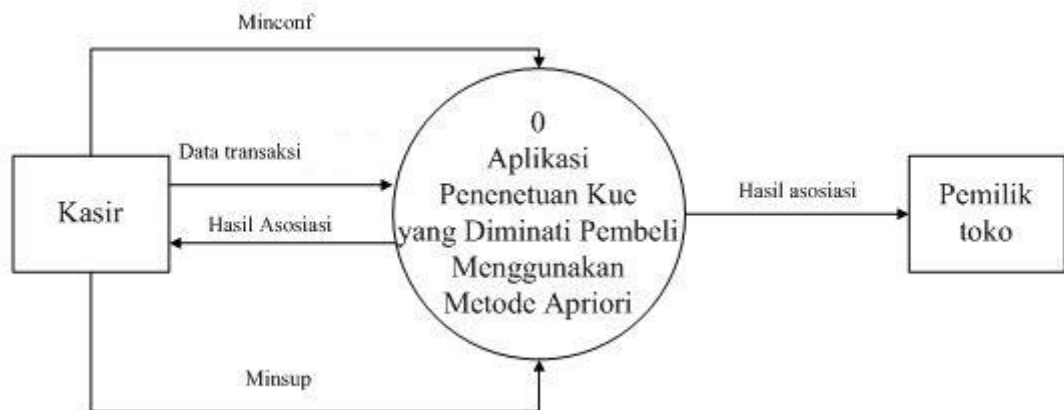 Minconf
0
Aplikasi
Penenetuan Kue
yang Diminati Pembeli
Menggunakan
Metode Apriori
Data transaksi
Kasir
Hasil Asosiasi
Hasil asosiasi
Pemilik
toko
Minsup